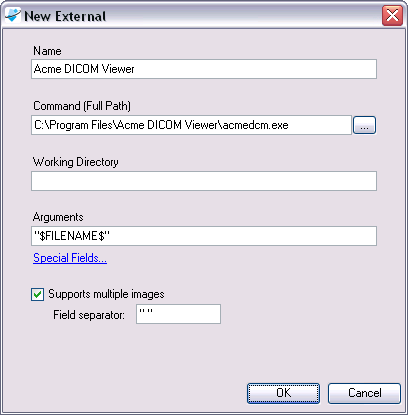 New External
Name
Acme DICOM Viewer
Command (Full Path)
C:\Program Files\Acme DICOM Viewer\acmedcm.exe
...
Working Directory
Arguments
"$FILENAME$"
Special Fields...
Supports multiple images
Field separator: " "
OK Cancel